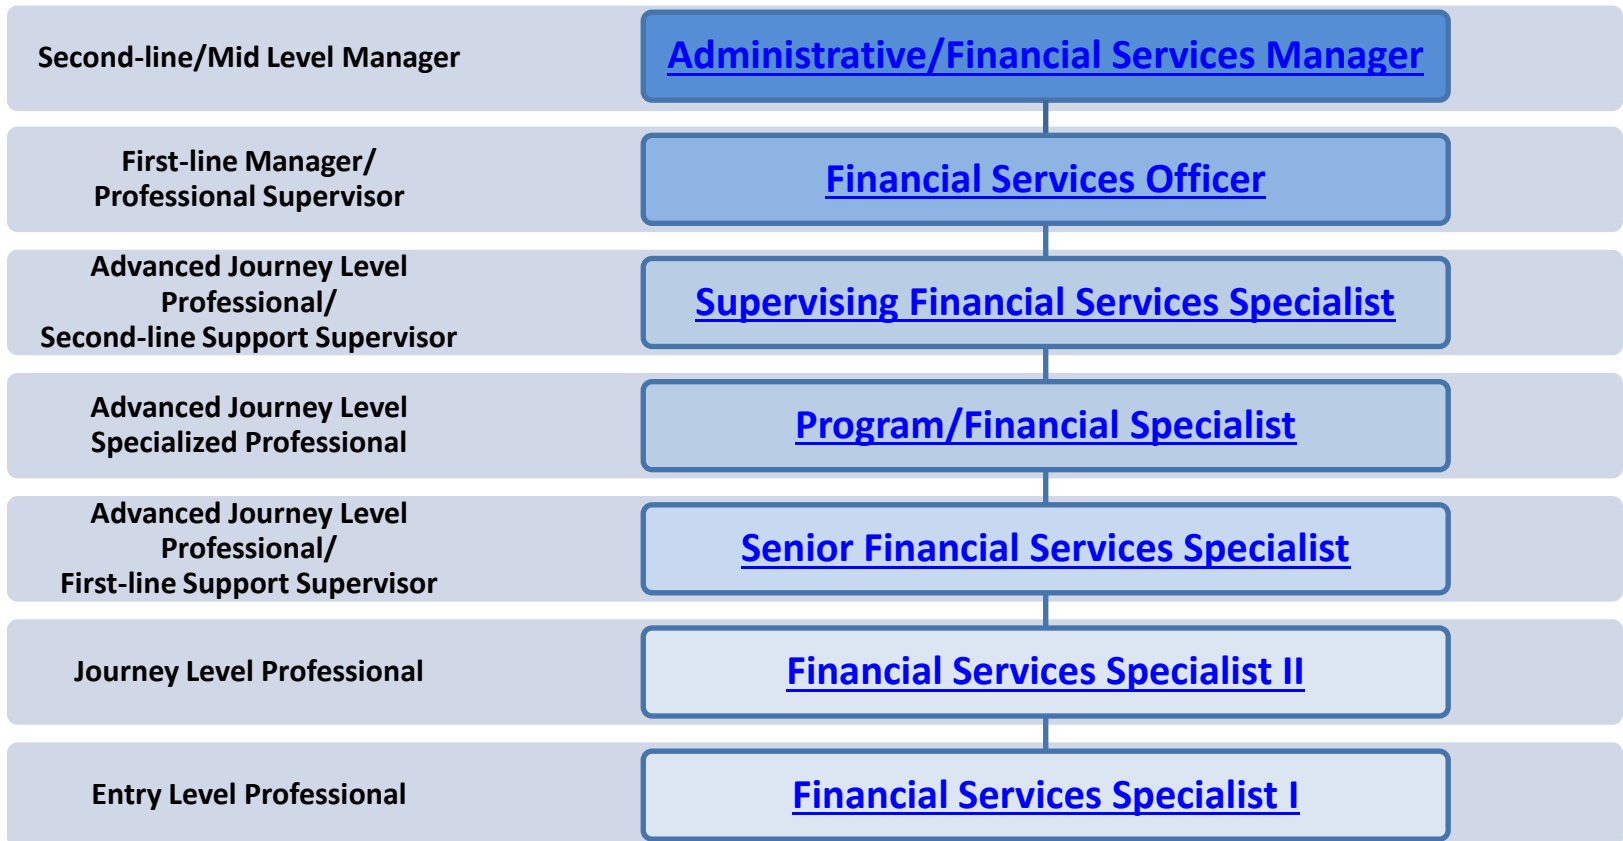 Second-line/Mid Level Manager
Administrative/Financial Services Manager
First-line Manager/
Professional Supervisor
Financial Services Officer
Advanced Journey Level
Professional/
Second-line Support Supervisor
Supervising Financial Services Specialist
Advanced Journey Level
Specialized Professional
Program/Financial Specialist
Advanced Journey Level
Professional/
First-line Support Supervisor
Senior Financial Services Specialist
Journey Level Professional
Financial Services Specialist II
Entry Level Professional
Financial Services Specialist I